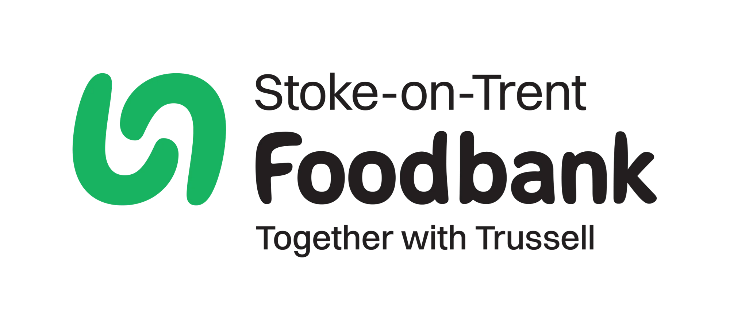 Stoke-on-Trent
Foodbank
Together with Trussell